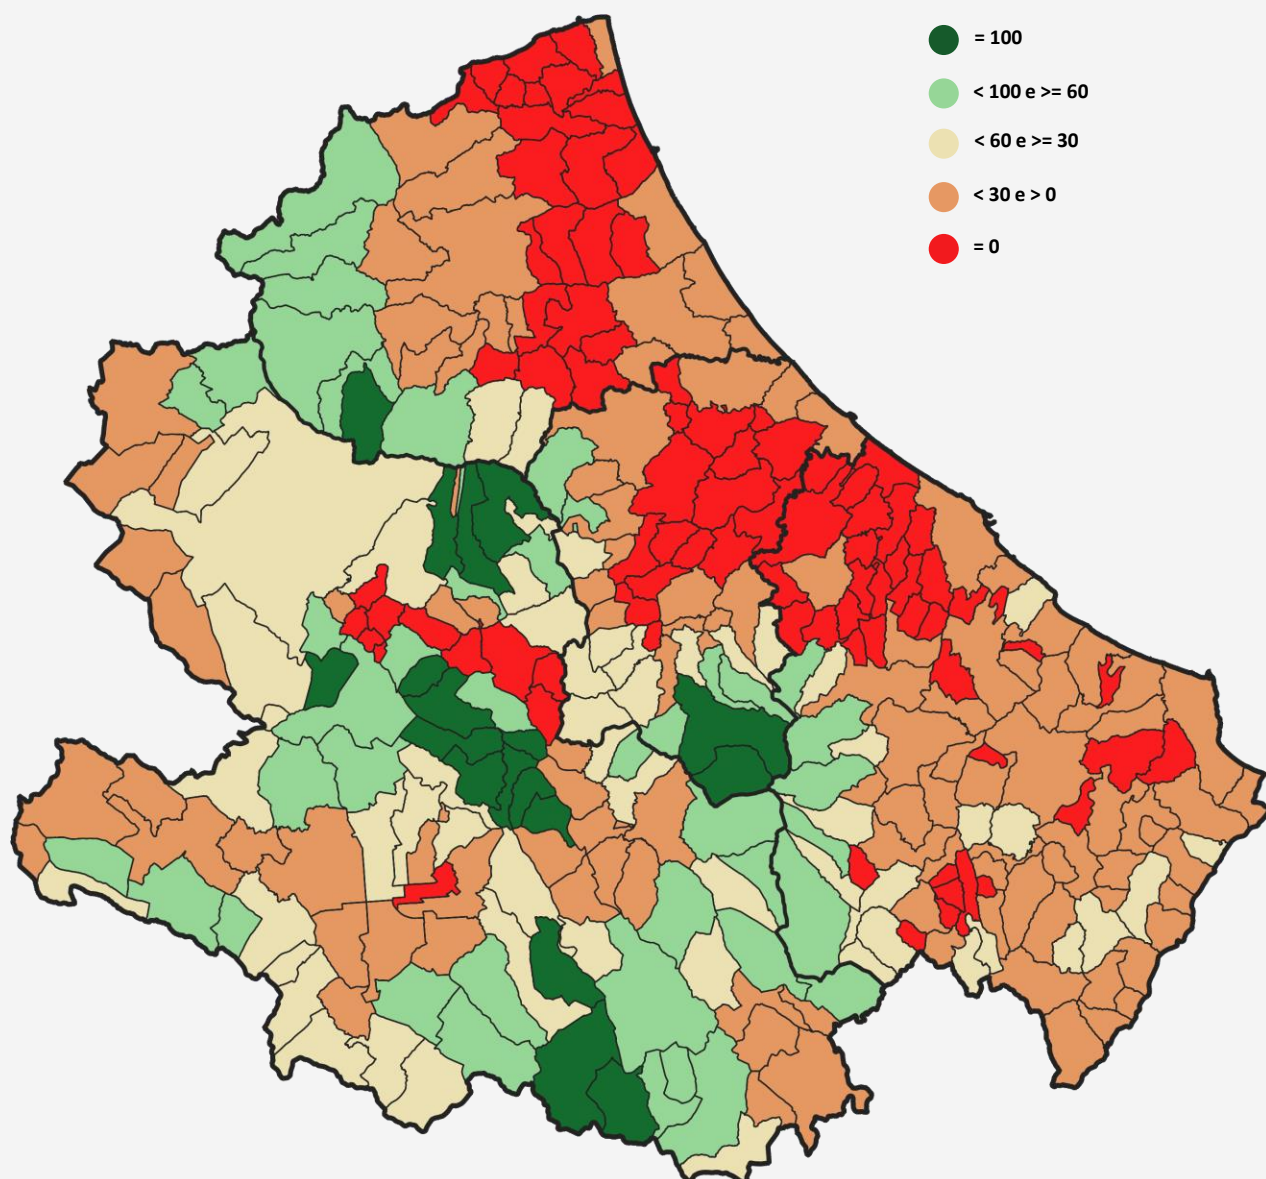 = 100
< 100 e >= 60
< 60 e >= 30
< 30 e > 0
= 0